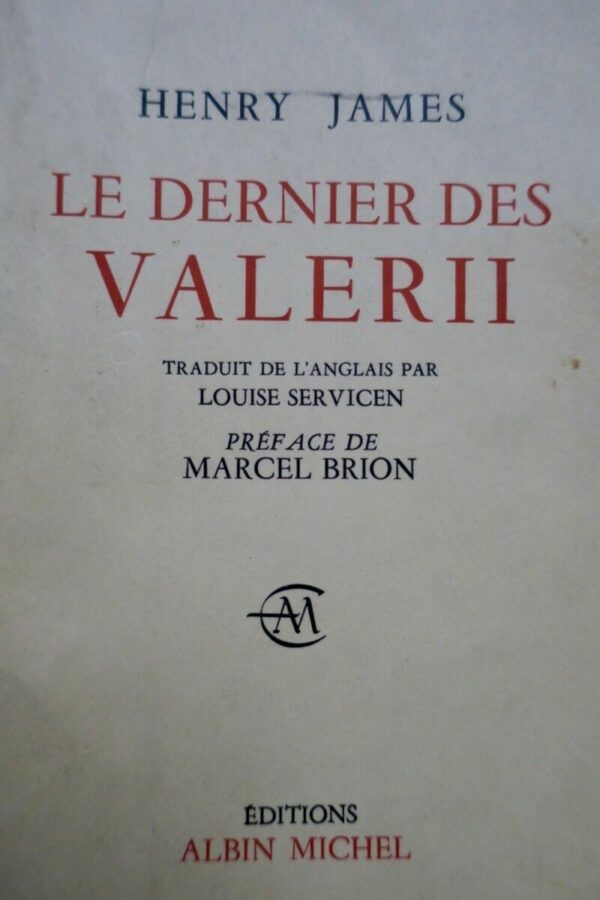 HENRY JAMES
LE DERNIER DES
VALERII
TRADUIT DE L'ANGLAIS PAR
LOUISE SERVICEN
PRÉFACE DE
MARCEL BRION
AM
ÉDITIONS
ALBIN MICHEL